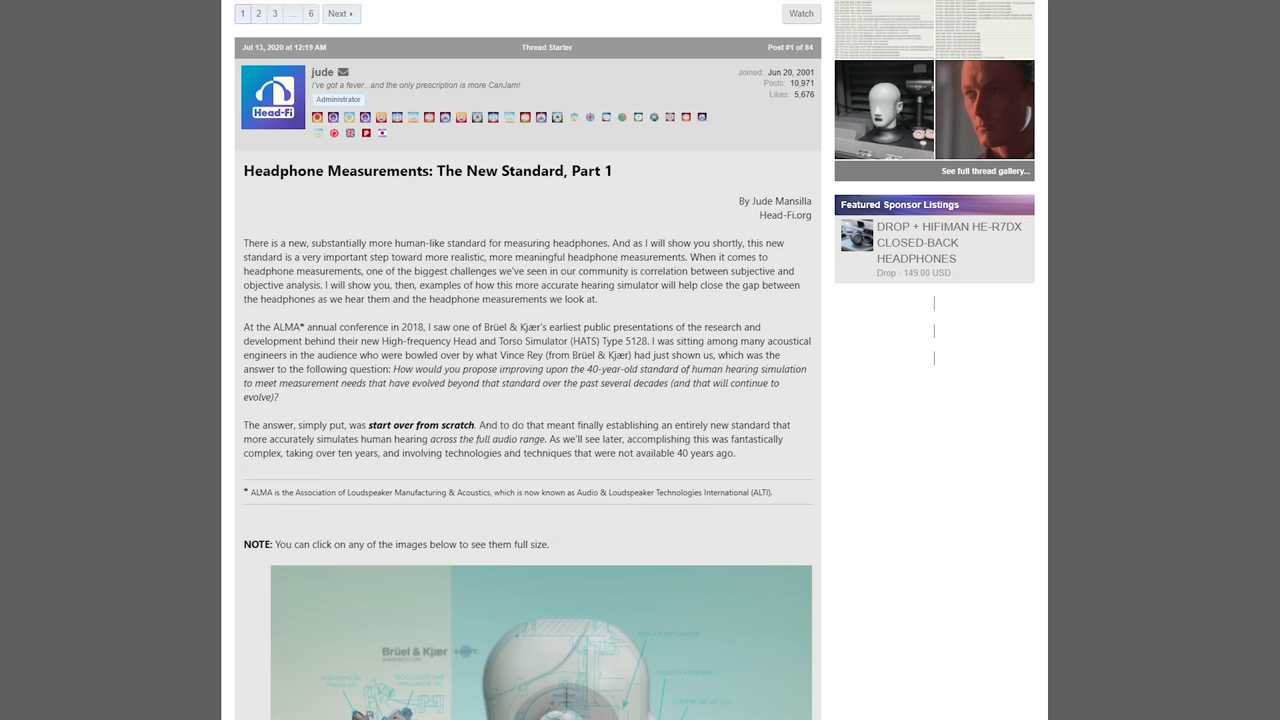 Watch
Thread Starter
Post #1 of 84
jude
I've got a fever...and the only prescription is more CanJam!
Administrator
Joined: Jun 20, 2001
Posts: 10,971
Likes: 5,676
HEAD-FI
See full thread gallery...
Headphone Measurements: The New Standard, Part 1
By Jude Mansilla
Head-Fi.org
There is a new, substantially more human-like standard for measuring headphones. And as I will show you shortly, this new
standard is a very important step toward more realistic, more meaningful headphone measurements. When it comes to
headphone measurements, one of the biggest challenges we've seen in our community is correlation between subjective and
objective analysis. I will show you, then, examples of how this more accurate hearing simulator will help close the gap between
the headphones as we hear them and the headphone measurements we look at.
At the ALMA* annual conference in 2018, I saw one of Brüel & Kjær's earliest public presentations of the research and
development behind their new High-frequency Head and Torso Simulator (HATS) Type 5128. I was sitting among many acoustical
engineers in the audience who were bowled over by what Vince Rey (from Brüel & Kjær) had just shown us, which was the
answer to the following question: How would you propose improving upon the 40-year-old standard of human hearing simulation
to meet measurement needs that have evolved beyond that standard over the past several decades (and that will continue to
evolve)?
The answer, simply put, was start over from scratch. And to do that meant finally establishing an entirely new standard that
more accurately simulates human hearing across the full audio range. As we'll see later, accomplishing this was fantastically
complex, taking over ten years, and involving technologies and techniques that were not available 40 years ago.
* ALMA is the Association of Loudspeaker Manufacturing & Acoustics, which is now known as Audio & Loudspeaker Technologies International (ALTI).
NOTE: You can click on any of the images below to see them full size.
Brüel & Kjær
Featured Sponsor Listings
DROP + HIFIMAN HE-R7DX
CLOSED-BACK
HEADPHONES
Drop · 149.00 USD